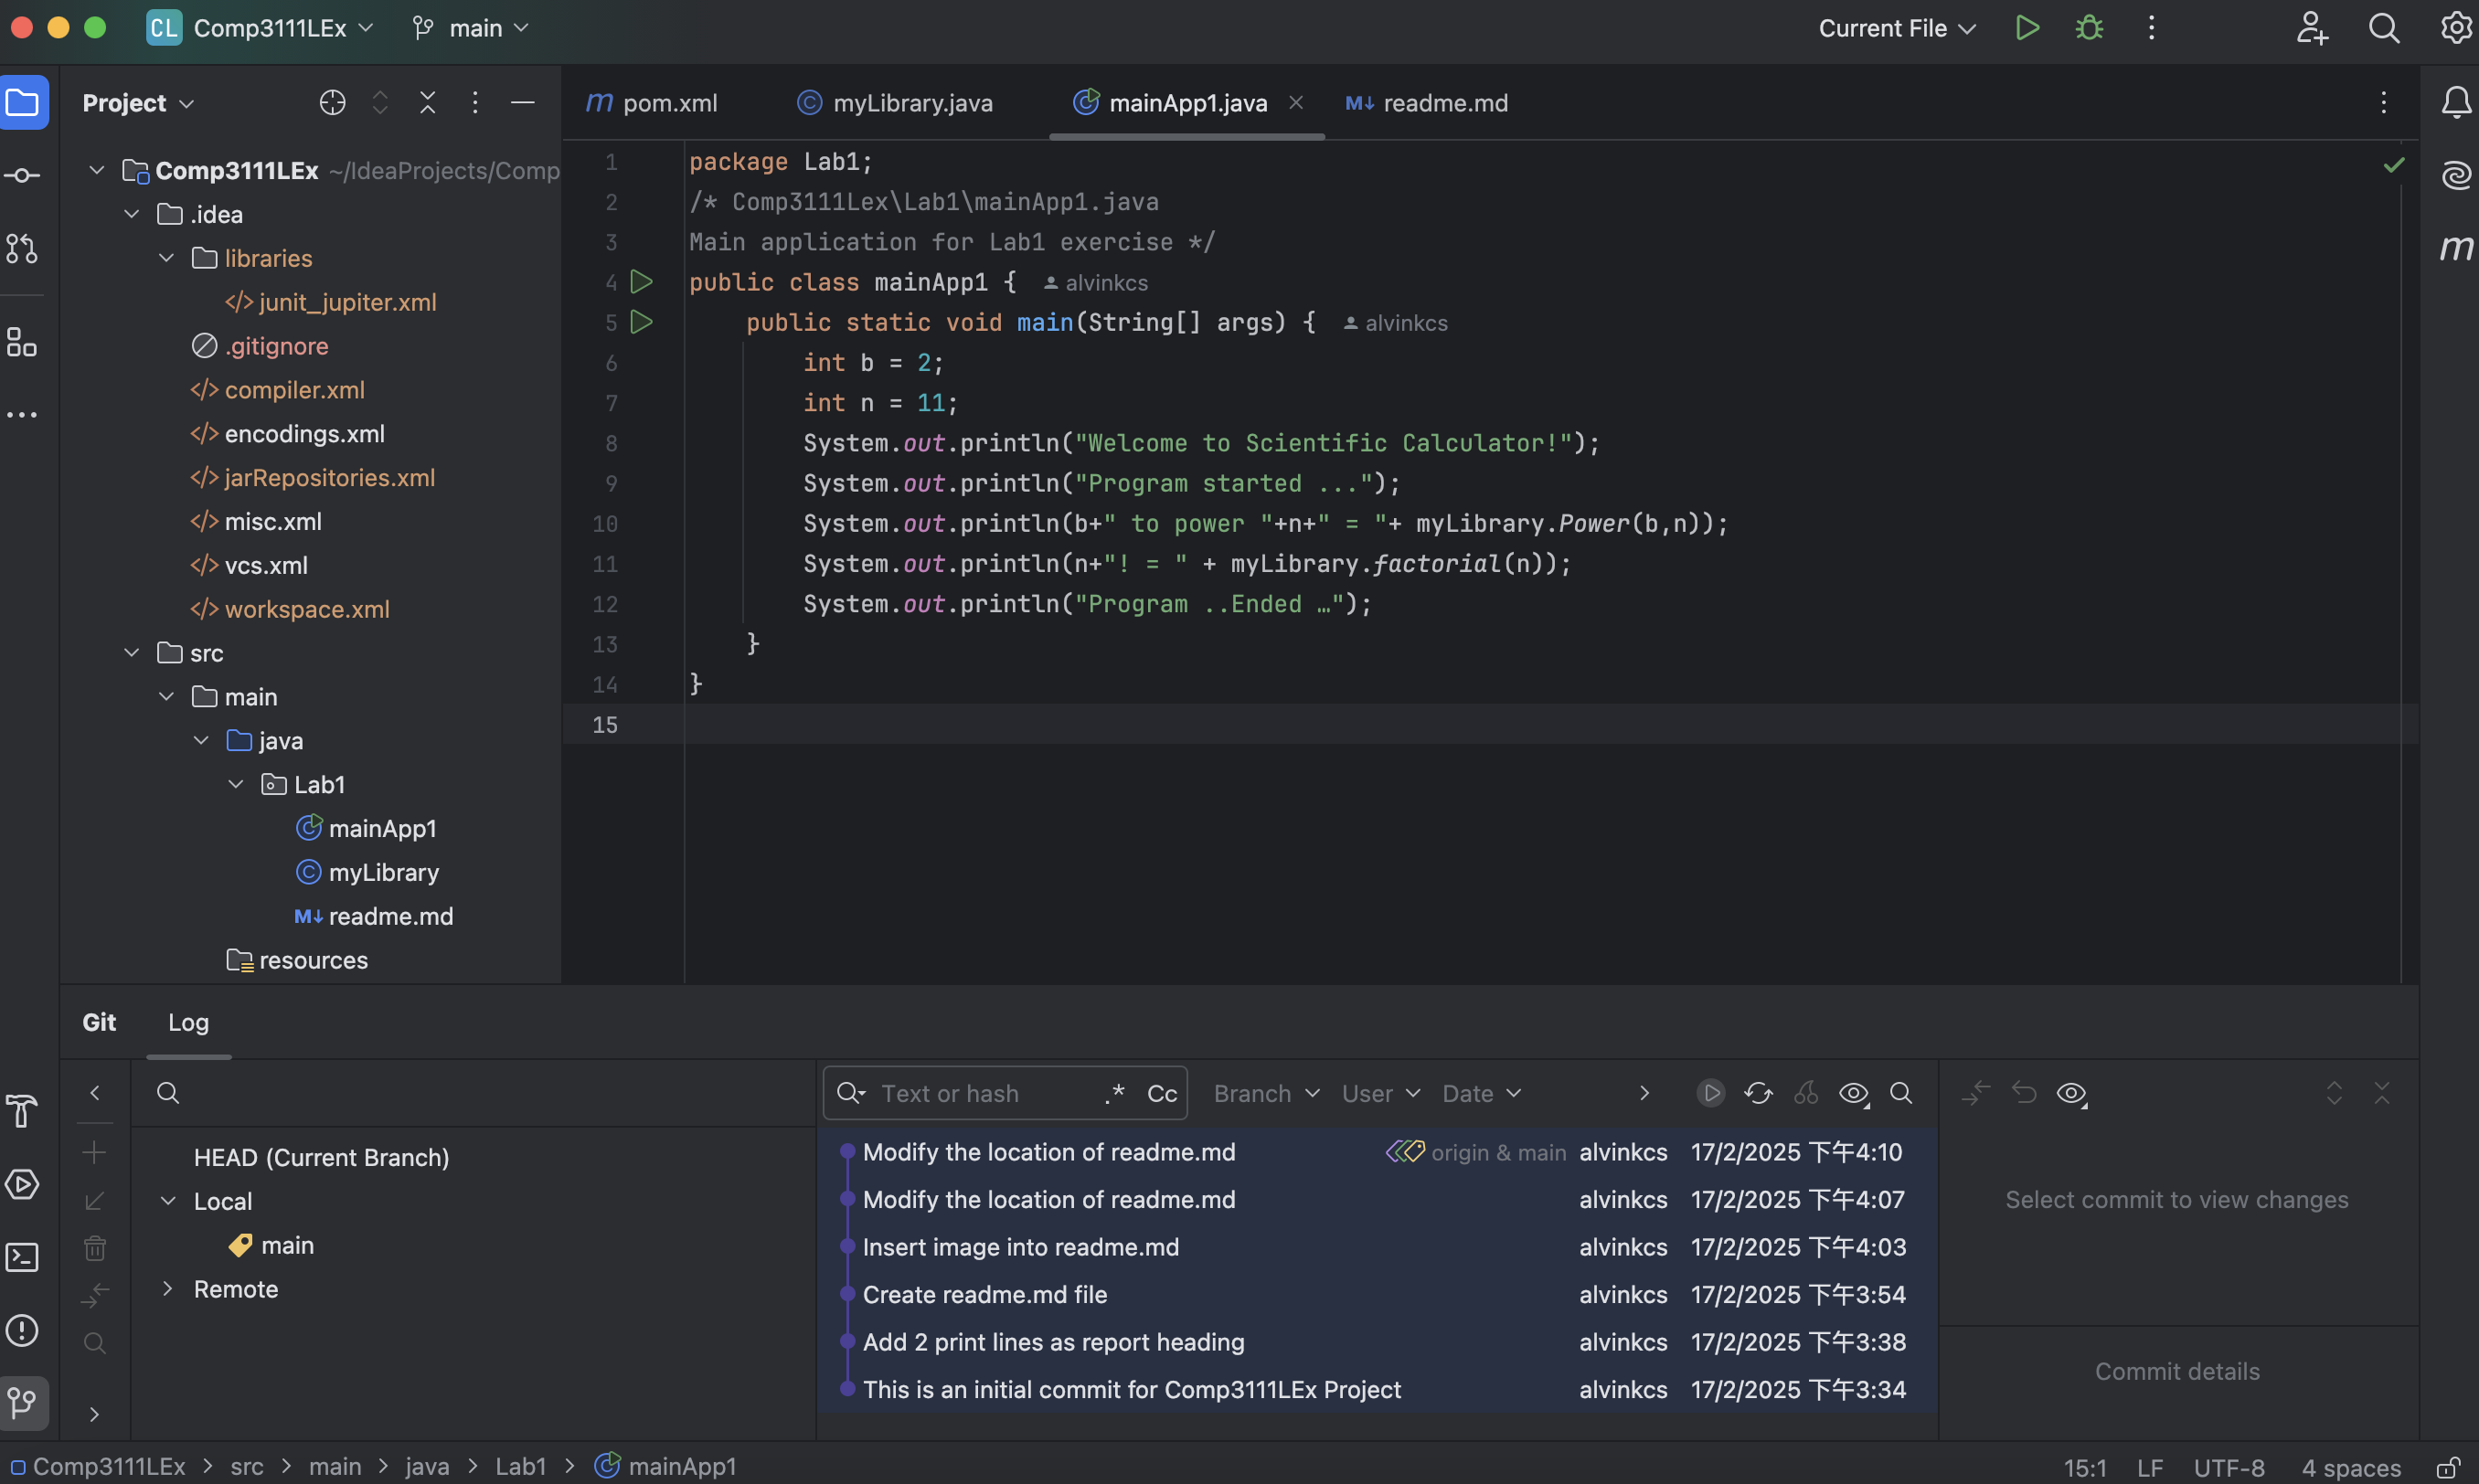 CL Comp3111LEx main Current File
Project
pom.xml myLibrary.java mainApp1.java readme.md
Comp3111LEx ~/IdeaProjects/Comp
.idea
libraries
junit_jupiter.xml
.gitignore
compiler.xml
encodings.xml
jarRepositories.xml
misc.xml
vcs.xml
workspace.xml
src
main
java
Lab1
mainApp1
myLibrary
readme.md
resources
1 package Lab1;
2 /* Comp3111Lex\Lab1\mainApp1.java
3 Main application for Lab1 exercise */
4 public class mainApp1 { alvinkcs
5 public static void main(String[] args) { alvinkcs
6 int b = 2;
7 int n = 11;
8 System.out.println("Welcome to Scientific Calculator!");
9 System.out.println("Program started ...");
10 System.out.println(b+" to power "+n+" = "+ myLibrary.Power(b,n));
11 System.out.println(n+"! = " + myLibrary.factorial(n));
12 System.out.println("Program ..Ended …");
13 }
14 }
15
Git Log
HEAD (Current Branch)
Local
main
Remote
Text or hash .* Cc Branch User Date
Modify the location of readme.md origin & main alvinkcs 17/2/2025 下午4:10
Modify the location of readme.md alvinkcs 17/2/2025 下午4:07
Insert image into readme.md alvinkcs 17/2/2025 下午4:03
Create readme.md file alvinkcs 17/2/2025 下午3:54
Add 2 print lines as report heading alvinkcs 17/2/2025 下午3:38
This is an initial commit for Comp3111LEx Project alvinkcs 17/2/2025 下午3:34
Select commit to view changes
Commit details
Comp3111LEx > src > main > java > Lab1 > mainApp1 15:1 LF UTF-8 4 spaces